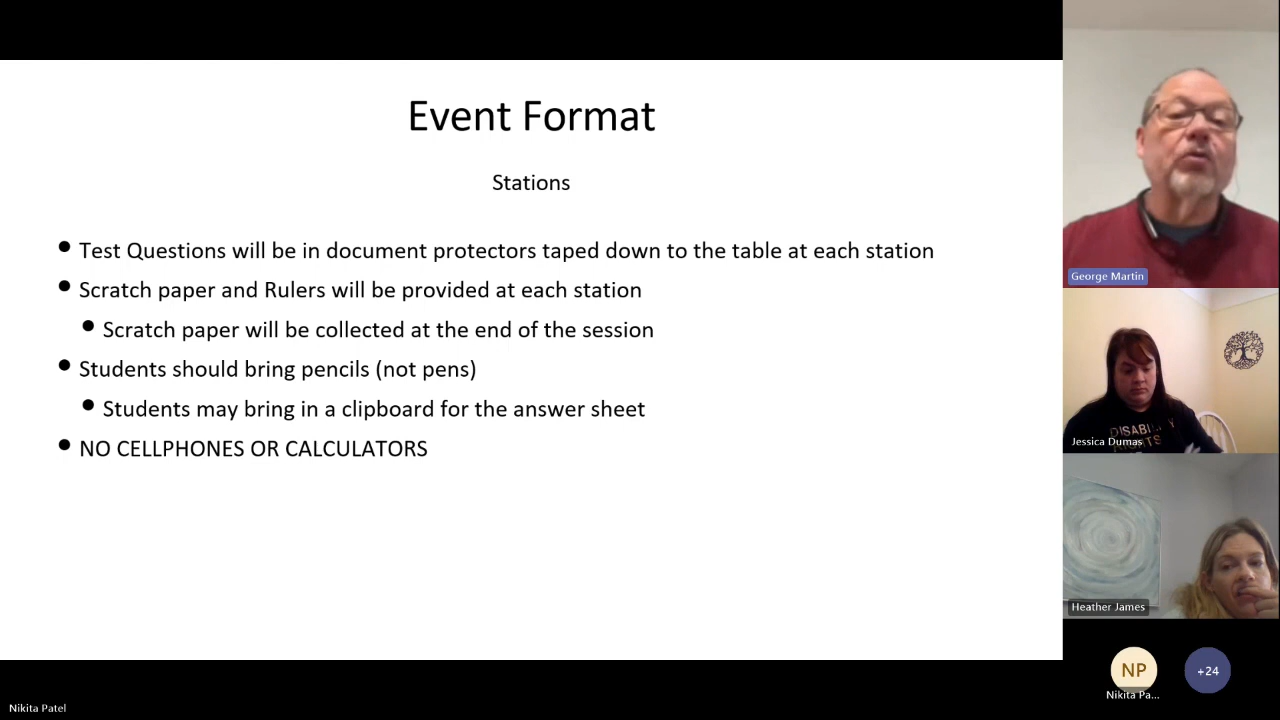 Event Format
Stations
Test Questions will be in document protectors taped down to the table at each station
Scratch paper and Rulers will be provided at each station
Scratch paper will be collected at the end of the session
Students should bring pencils (not pens)
Students may bring in a clipboard for the answer sheet
NO CELLPHONES OR CALCULATORS
George Martin
DISABILITY
RIGHTS
Jessica Dumas
Heather James
NP
+24
Nikita Pa...
Nikita Patel